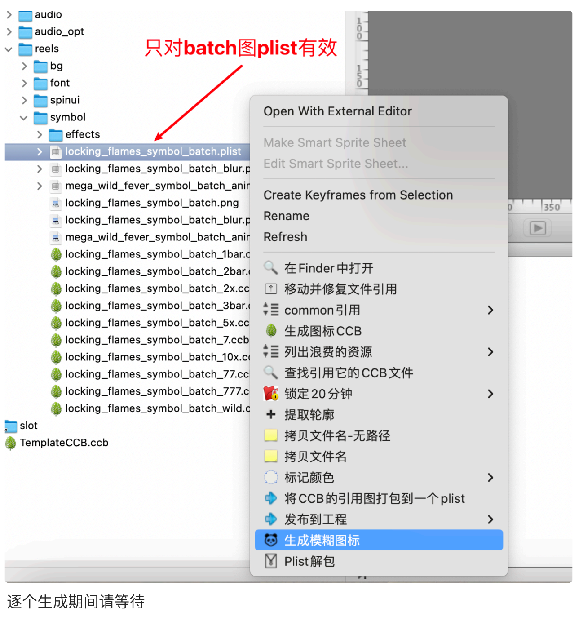 audio
audio_opt
reels
bg
font
spinui
symbol
effects
locking_flames_symbol_batch.plist
locking_flames_symbol_batch_blur.p
mega_wild_fever_symbol_batch_anir
locking_flames_symbol_batch.png
locking_flames_symbol_batch_blur.p
mega_wild_fever_symbol_batch_anir
locking_flames_symbol_batch_1bar.c
locking_flames_symbol_batch_2bar.c
locking_flames_symbol_batch_2x.cc
locking_flames_symbol_batch_3bar.c
locking_flames_symbol_batch_5x.cc
locking_flames_symbol_batch_7.ccb
locking_flames_symbol_batch_10x.cc
locking_flames_symbol_batch_77.cc
locking_flames_symbol_batch_777.c
locking_flames_symbol_batch_wild.c
slot
TemplateCCB.ccb
只对batch图plist有效
Open With External Editor
Make Smart Sprite Sheet
Edit Smart Sprite Sheet...
Create Keyframes from Selection
Rename
Refresh
在Finder中打开
移动并修复文件引用
common引用
生成图标CCB
列出浪费的资源
查找引用它的CCB文件
锁定20分钟
提取轮廓
拷贝文件名-无路径
拷贝文件名
标记颜色
将CCB的引用图打包到一个plist
发布到工程
生成模糊图标
Plist解包
350
逐个生成期间请等待